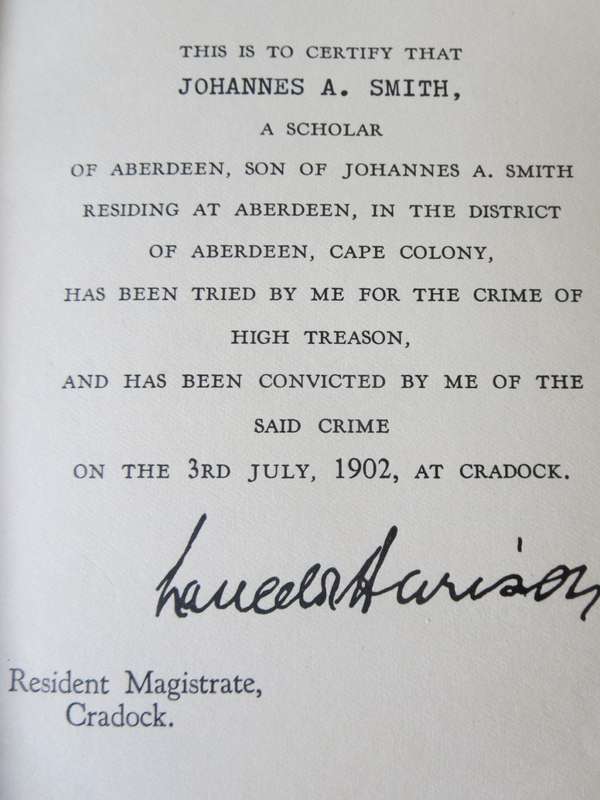 THIS IS TO CERTIFY THAT
JOHANNES A. SMITH,
A SCHOLAR
OF ABERDEEN, SON OF JOHANNES A. SMITH
RESIDING AT ABERDEEN, IN THE DISTRICT
OF ABERDEEN, CAPE COLONY,
HAS BEEN TRIED BY ME FOR THE CRIME OF
HIGH TREASON,
AND HAS BEEN CONVICTED BY ME OF THE
SAID CRIME
ON THE 3RD JULY, 1902, AT CRADOCK.
Lancelot Harison
Resident Magistrate,
Cradock.